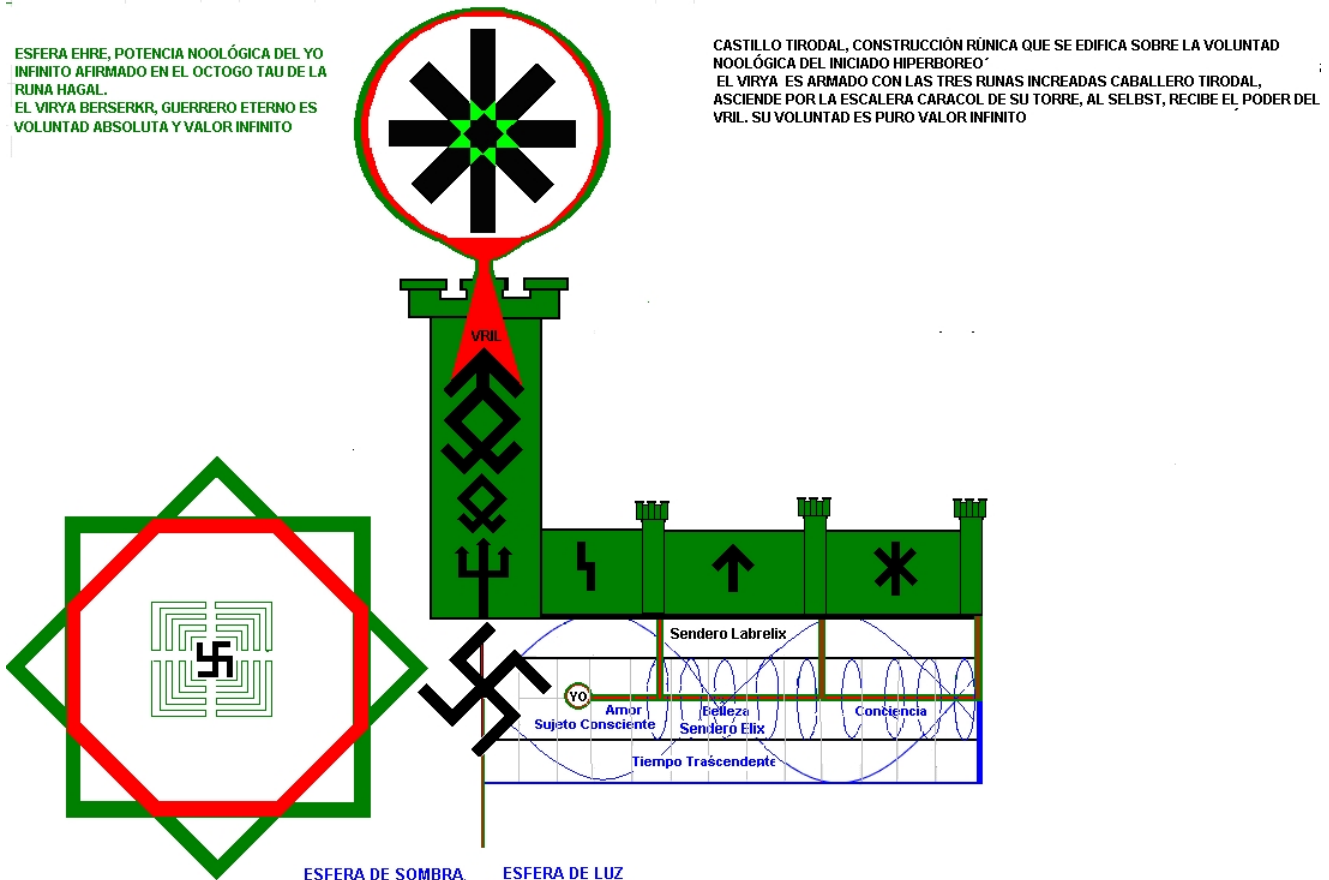 ESFERA EHRE, POTENCIA NOOLÓGICA DEL YO
INFINITO AFIRMADO EN EL OCTOGO TAU DE LA
RUNA HAGAL.
EL VIRYA BERSERKR, GUERRERO ETERNO ES
VOLUNTAD ABSOLUTA Y VALOR INFINITO
CASTILLO TIRODAL, CONSTRUCCIÓN RÚNICA QUE SE EDIFICA SOBRE LA VOLUNTAD
NOOLÓGICA DEL INICIADO HIPERBOREO´
EL VIRYA ES ARMADO CON LAS TRES RUNAS INCREADAS CABALLERO TIRODAL,
ASCIENDE POR LA ESCALERA CARACOL DE SU TORRE, AL SELBST, RECIBE EL PODER DEL
VRIL. SU VOLUNTAD ES PURO VALOR INFINITO
VRIL
Sendero Labrelix
YO
Amor
Belleza
Conciencia
Sujeto Consciente
Sendero Elix
Tiempo Trascendente
ESFERA DE SOMBRA.
ESFERA DE LUZ